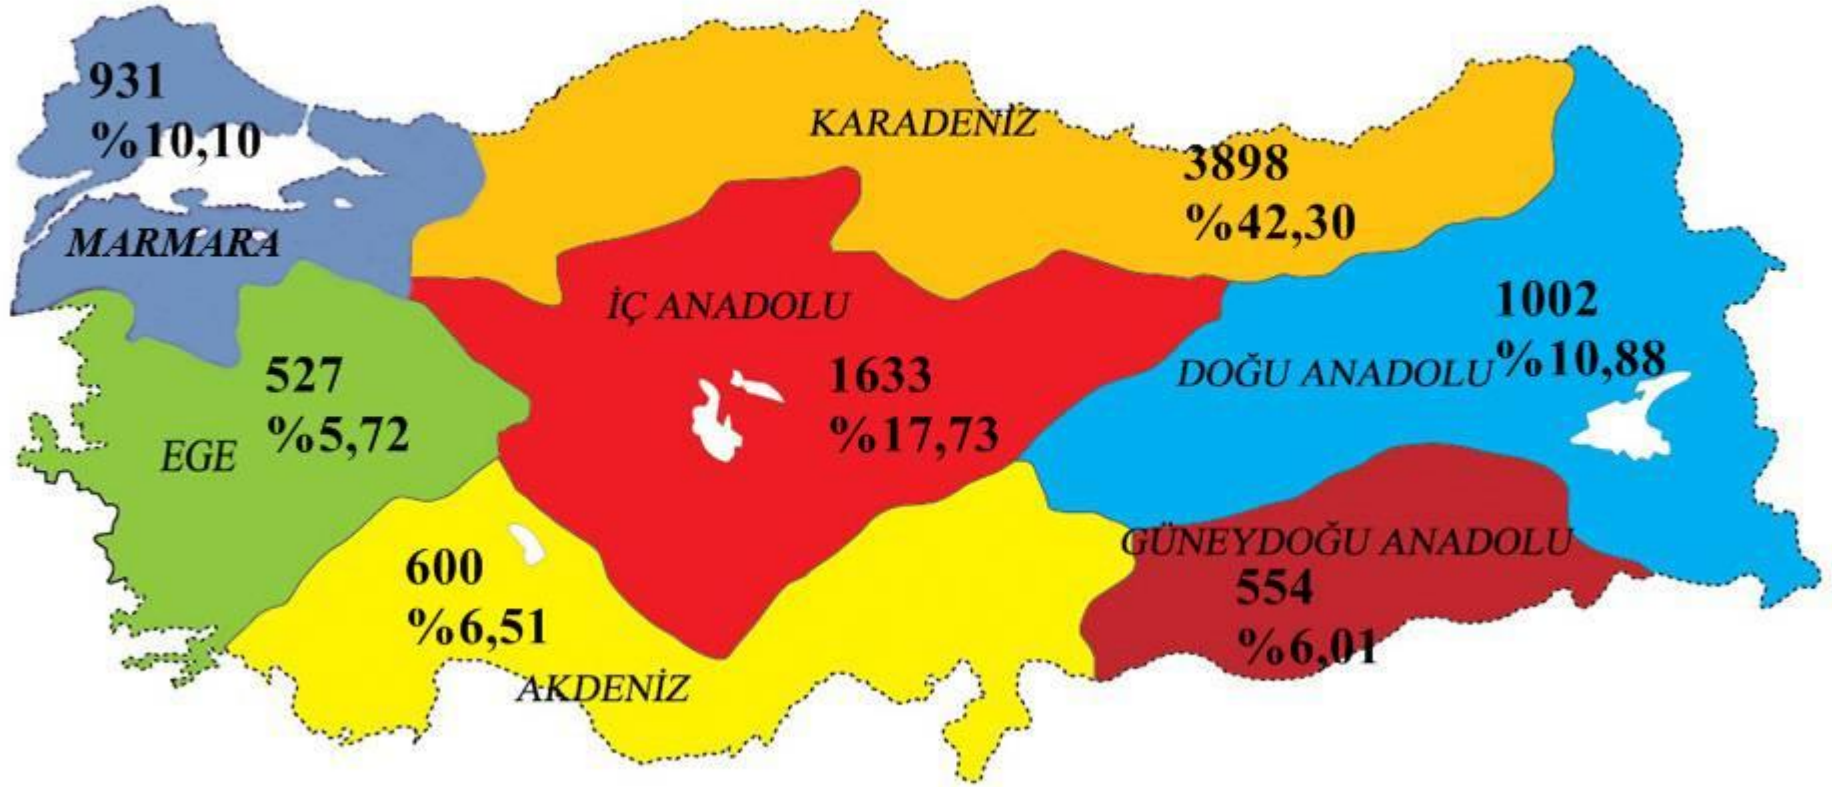 931
%10,10
MARMARA
KARADENİZ
3898
%42,30
İÇ ANADOLU
1633
%17,73
1002
%10,88
DOĞU ANADOLU
527
%5,72
EGE
600
%6,51
AKDENİZ
GÜNEYDOĞU ANADOLU
554
%6,01